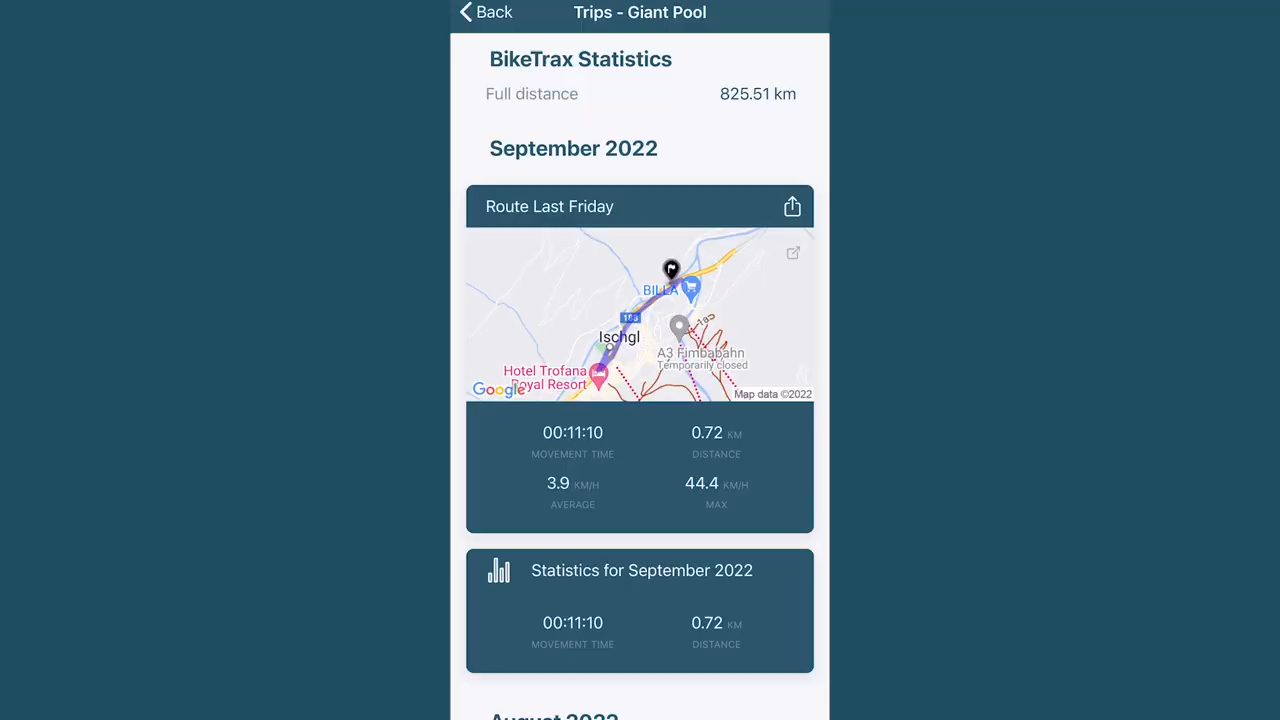 Back
Trips - Giant Pool
BikeTrax Statistics
Full distance 825.51 km
September 2022
Route Last Friday
BILLA
188
Ischgl
A3 Fimbabahn
Temporarily closed
Hotel Trofana
Royal Resort
Google
Map data ©2022
00:11:10 0.72 KM
MOVEMENT TIME DISTANCE
3.9 KM/H 44.4 KM/H
AVERAGE MAX
Statistics for September 2022
00:11:10 0.72 KM
MOVEMENT TIME DISTANCE
August 2022